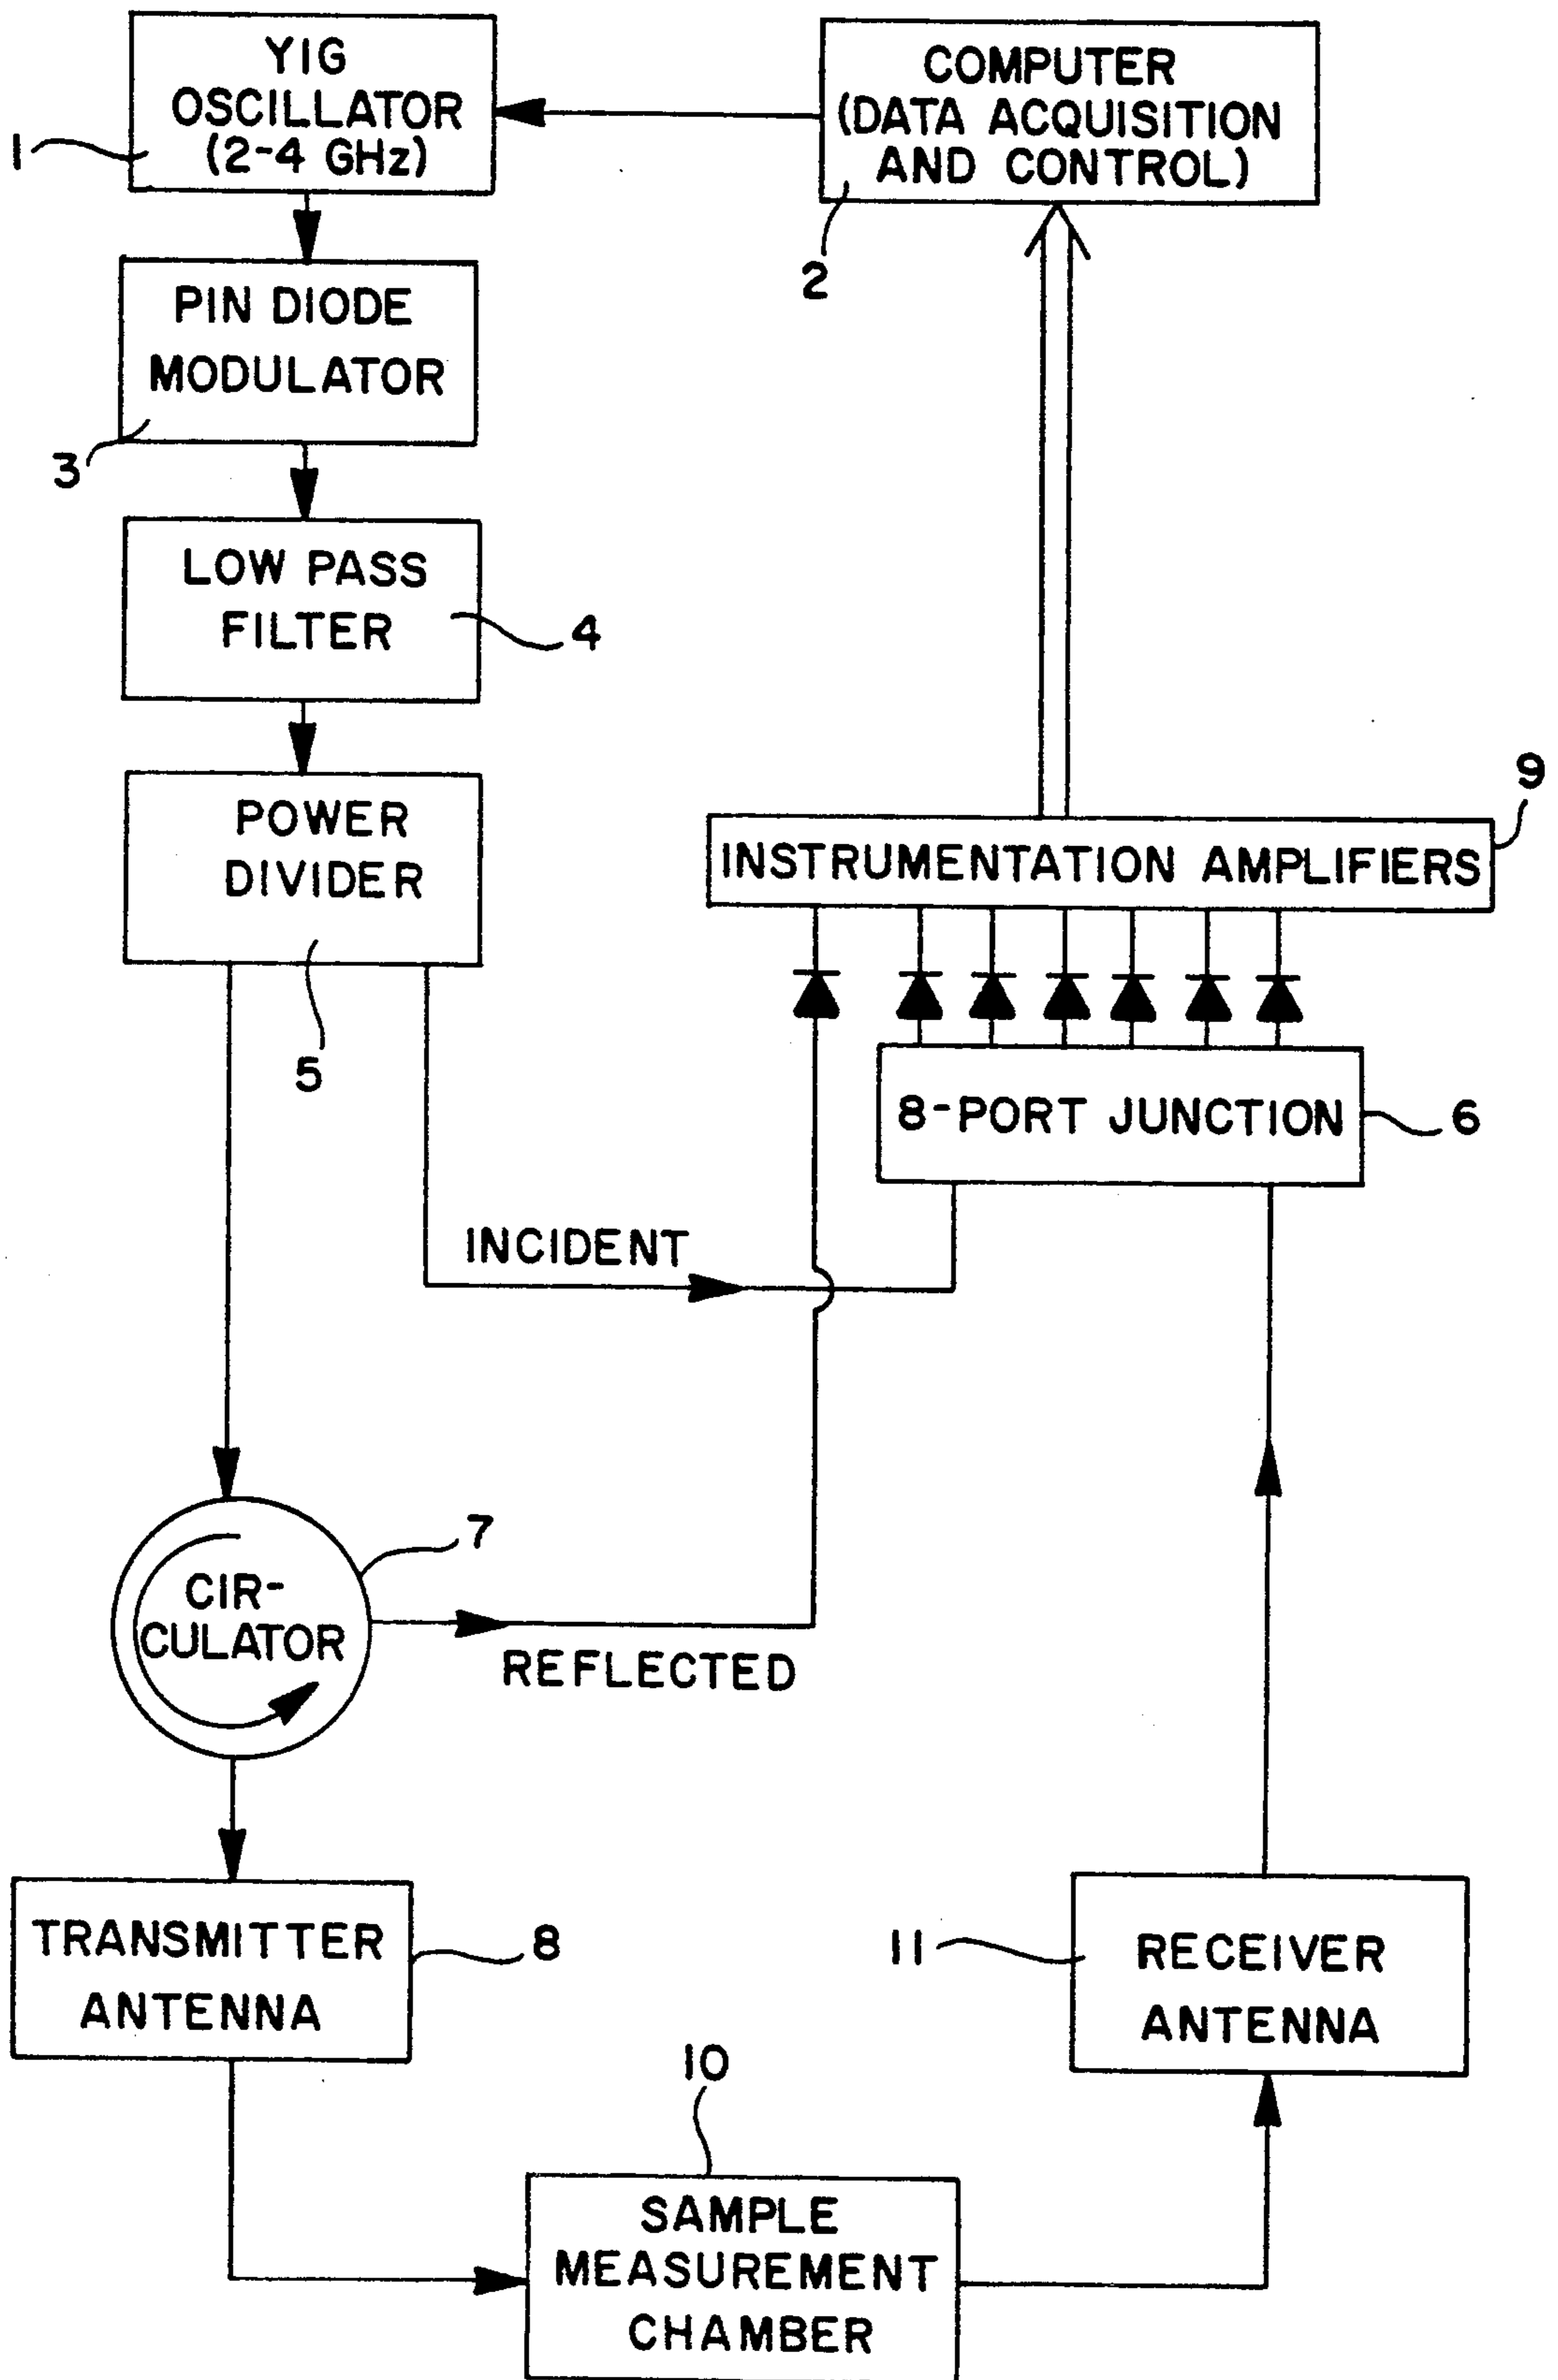 YIG
OSCILLATOR
(2-4 GHz)
1
COMPUTER
(DATA ACQUISITION
AND CONTROL)
2
PIN DIODE
MODULATOR
3
LOW PASS
FILTER
4
POWER
DIVIDER
5
9
INSTRUMENTATION AMPLIFIERS
8-PORT JUNCTION
6
INCIDENT
7
CIR-
CULATOR
REFLECTED
TRANSMITTER
ANTENNA
8
11
RECEIVER
ANTENNA
10
SAMPLE
MEASUREMENT
CHAMBER